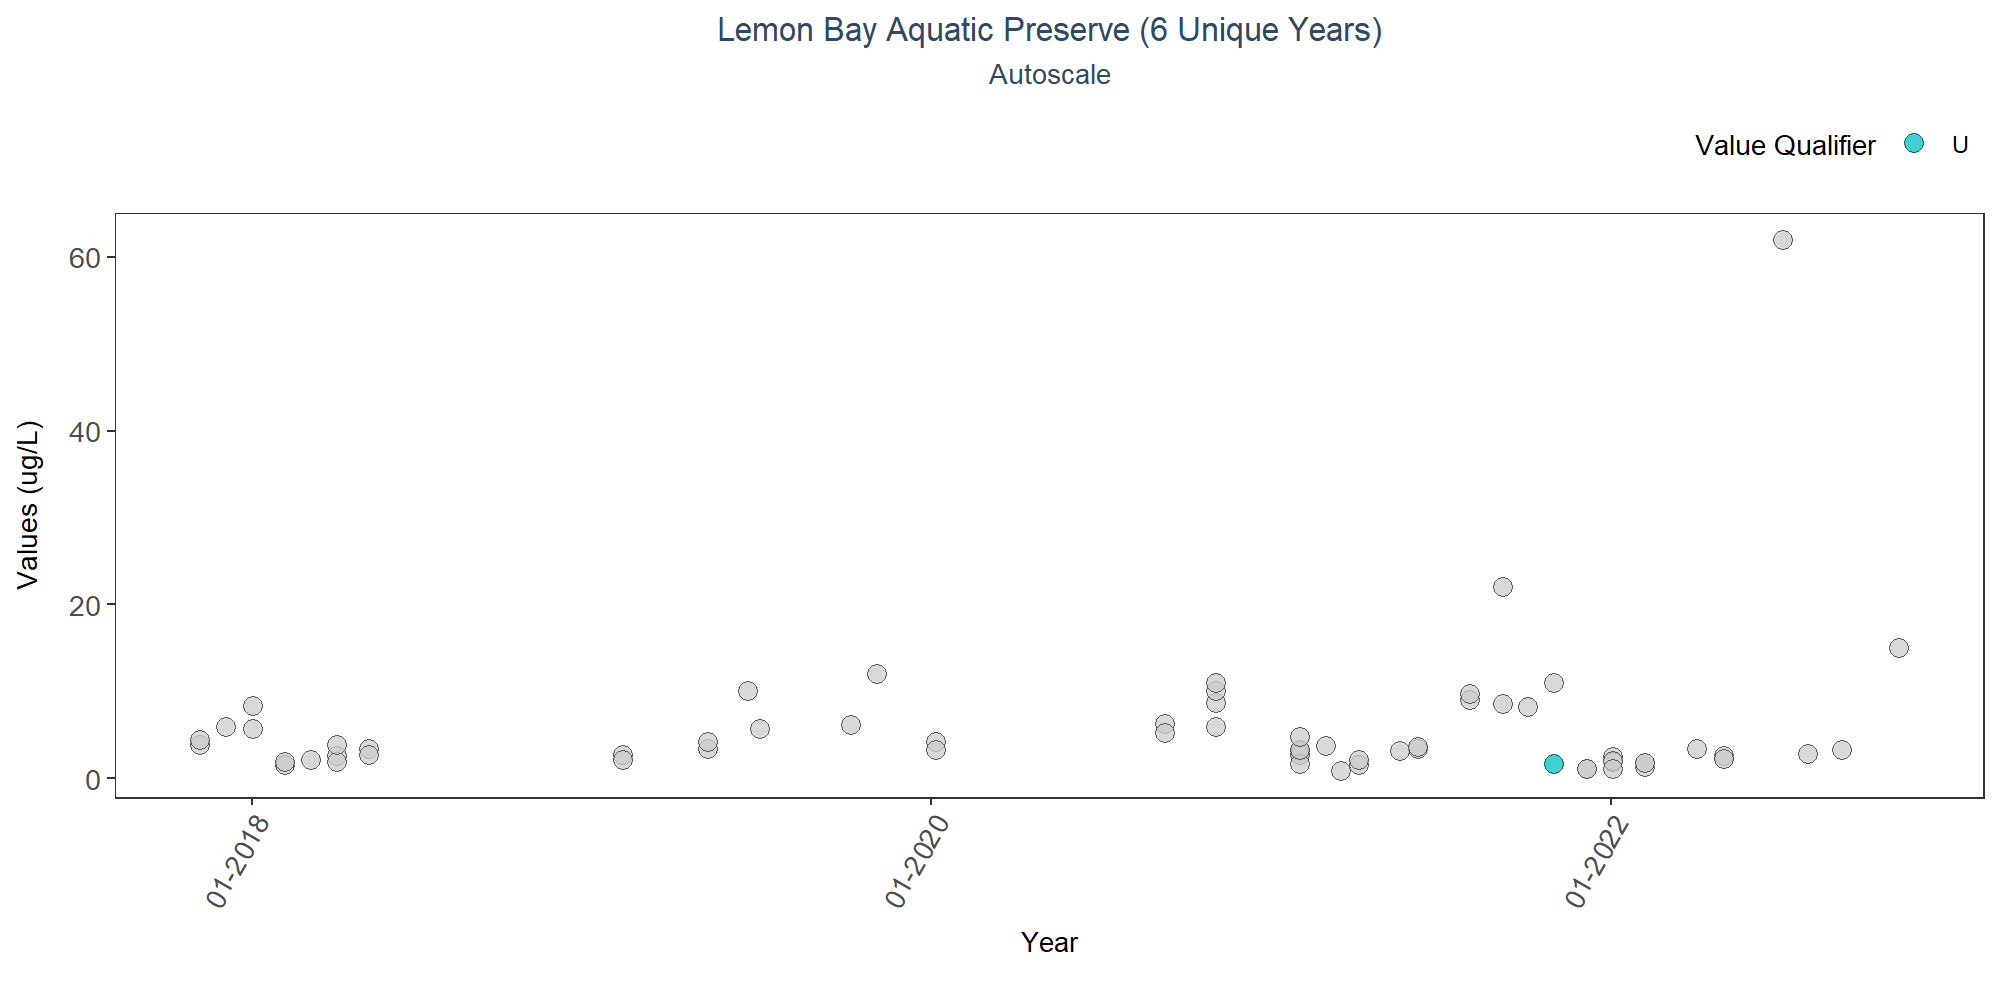 Lemon Bay Aquatic Preserve (6 Unique Years)
Autoscale
Value Qualifier U
60
40
20
0
Values (ug/L)
01-2018
01-2020
01-2022
Year